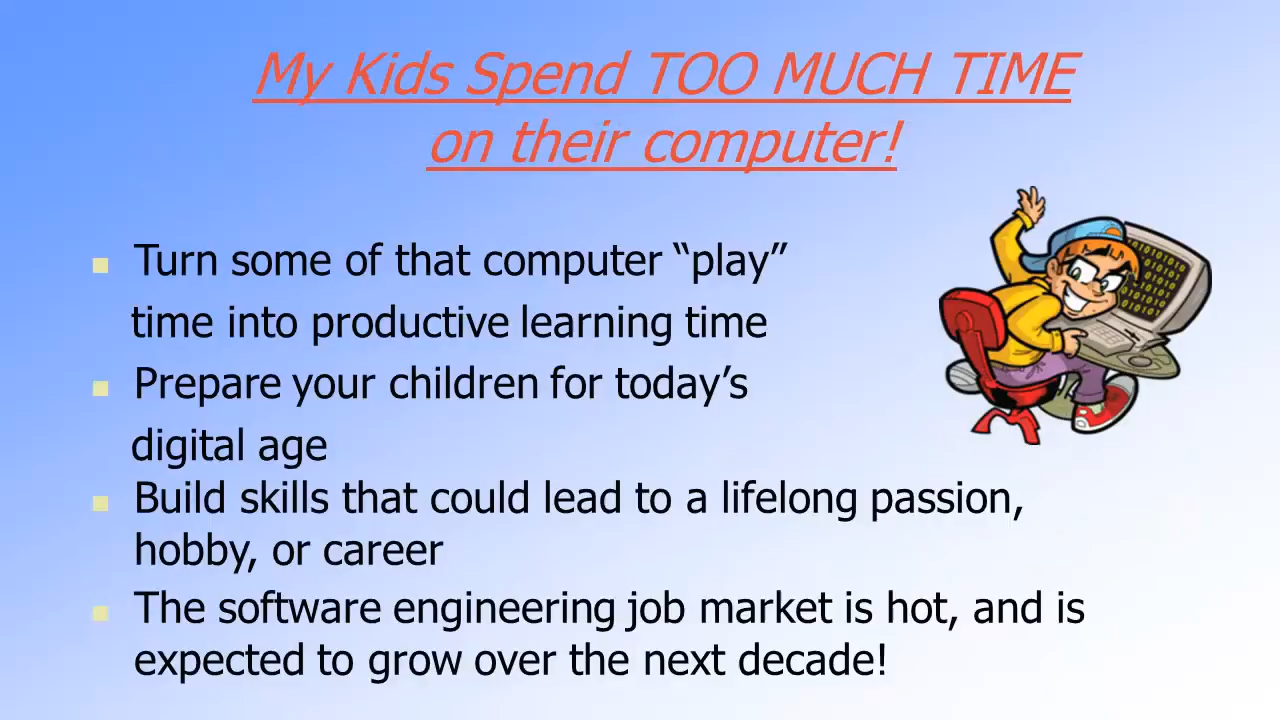 My Kids Spend TOO MUCH TIME
on their computer!
Turn some of that computer “play”
time into productive learning time
Prepare your children for today’s
digital age
Build skills that could lead to a lifelong passion,
hobby, or career
The software engineering job market is hot, and is
expected to grow over the next decade!